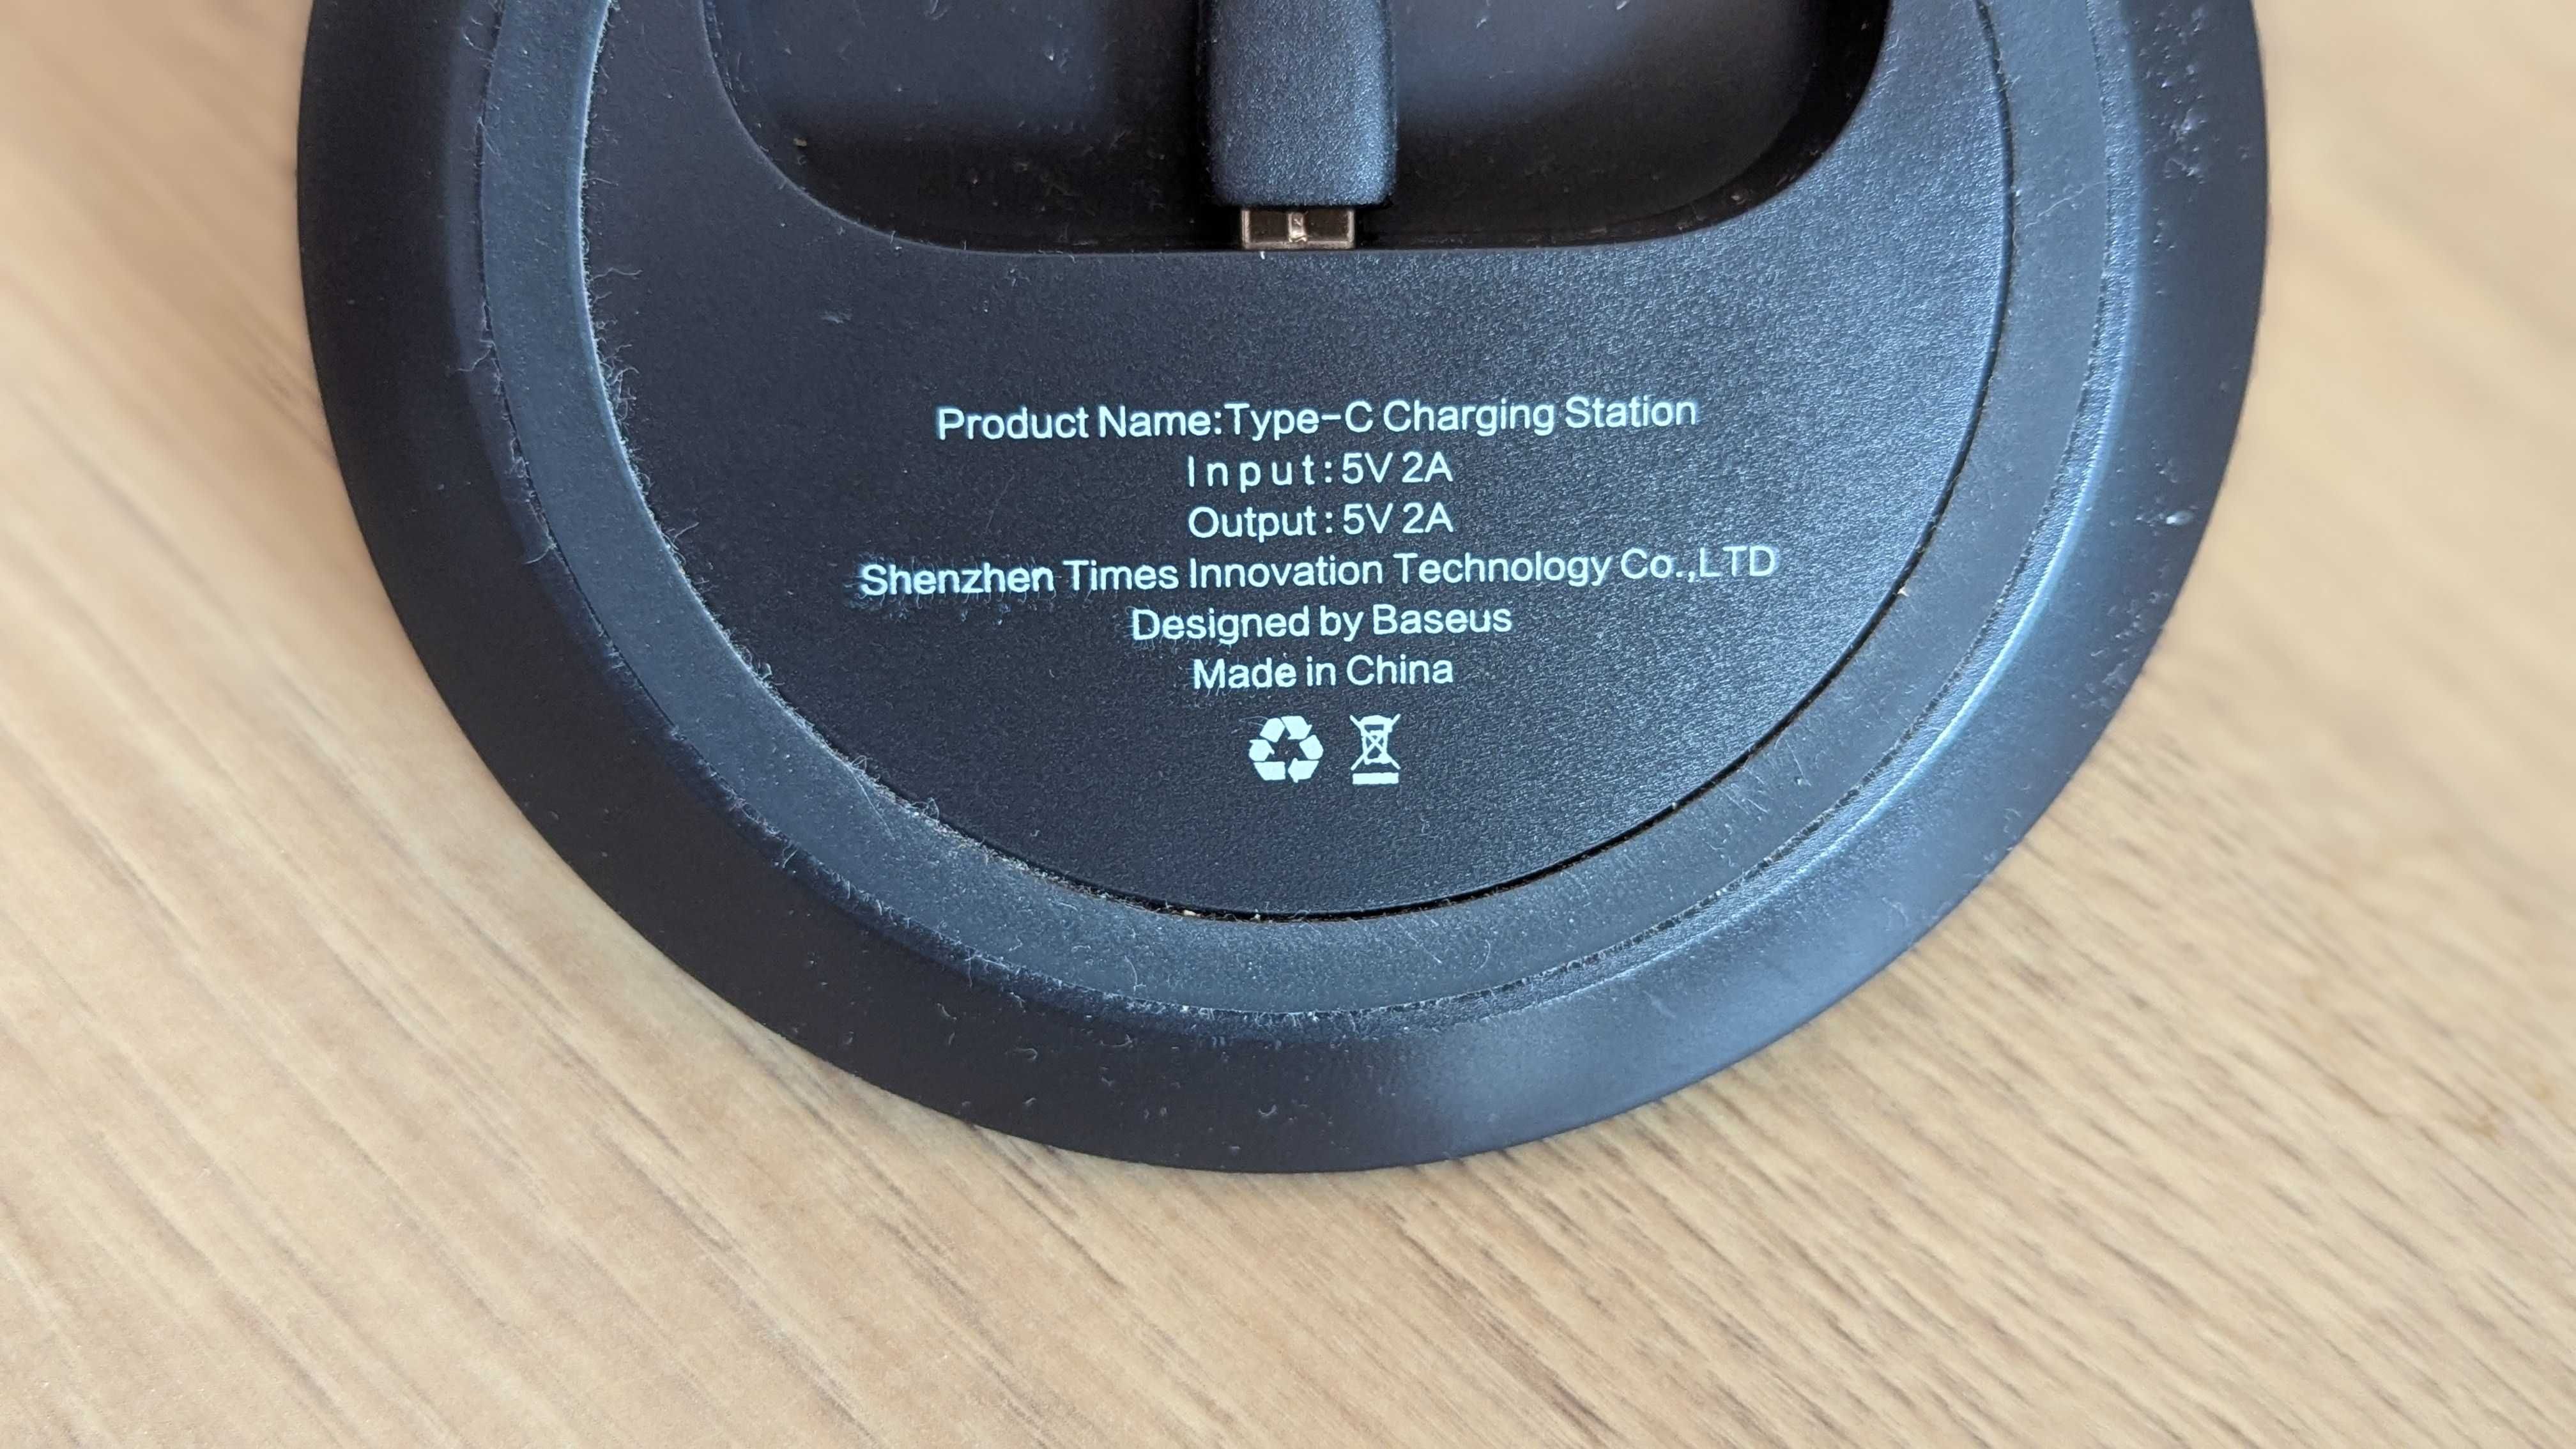 Product Name:Type-C Charging Station
Input: 5V 2A
Output: 5V 2A
Shenzhen Times Innovation Technology Co.,LTD
Designed by Baseus
Made in China